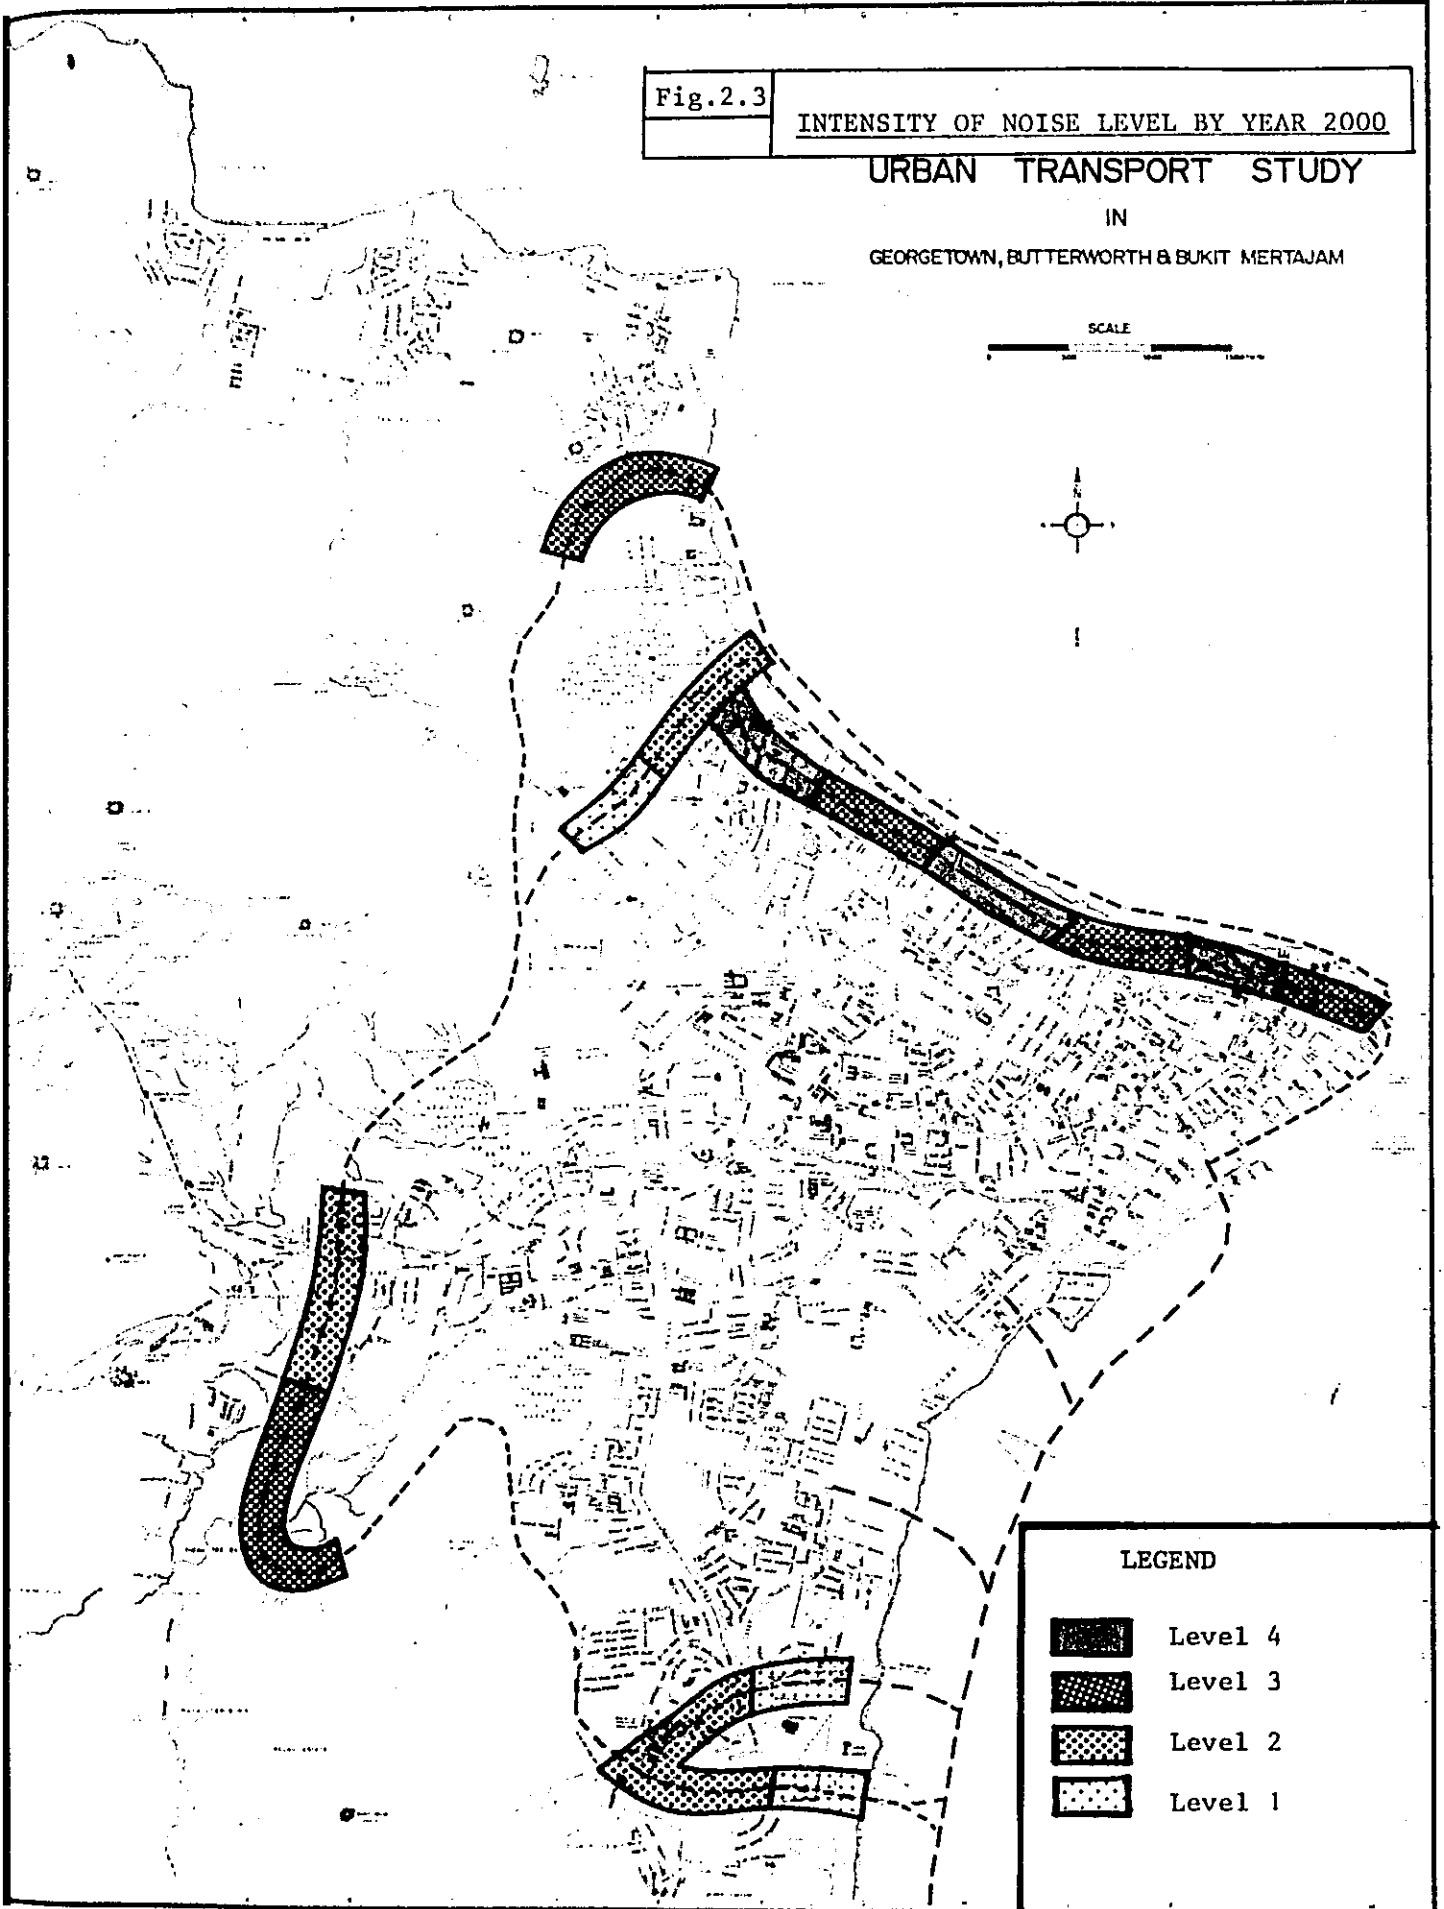 Fig.2.3
INTENSITY OF NOISE LEVEL BY YEAR 2000
URBAN TRANSPORT STUDY
IN
GEORGETOWN, BUTTERWORTH & BUKIT MERTAJAM
SCALE
N
LEGEND
Level 4
Level 3
Level 2
Level 1